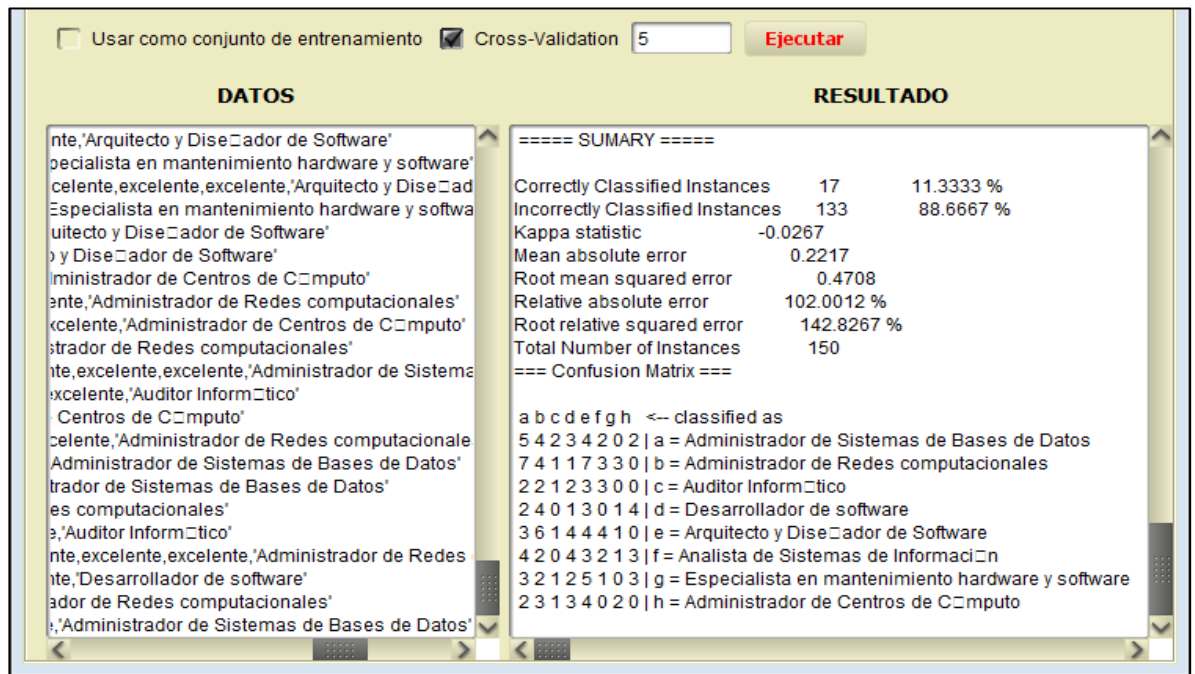 Usar como conjunto de entrenamiento Cross-Validation 5 Ejecutar
DATOS
nte,'Arquitecto y Dise□ador de Software'
pecialista en mantenimiento hardware y software'
celente,excelente,excelente,'Arquitecto y Dise□ad
Especialista en mantenimiento hardware y softwa
uitecto y Dise□ador de Software'
o y Dise□ador de Software'
lministrador de Centros de C□mputo'
ente,'Administrador de Redes computacionales'
xcelente,'Administrador de Centros de C□mputo'
strador de Redes computacionales'
nte,excelente,excelente,'Administrador de Sistema
excelente,'Auditor Inform□tico'
Centros de C□mputo'
celente,'Administrador de Redes computacionale
Administrador de Sistemas de Bases de Datos'
trador de Sistemas de Bases de Datos'
es computacionales'
e,'Auditor Inform□tico'
nte,excelente,excelente,'Administrador de Redes
nte,'Desarrollador de software'
ador de Redes computacionales'
,'Administrador de Sistemas de Bases de Datos'
RESULTADO
===== SUMARY =====
Correctly Classified Instances 17 11.3333 %
Incorrectly Classified Instances 133 88.6667 %
Kappa statistic -0.0267
Mean absolute error 0.2217
Root mean squared error 0.4708
Relative absolute error 102.0012 %
Root relative squared error 142.8267 %
Total Number of Instances 150
=== Confusion Matrix ===
a b c d e f g h <-- classified as
5 4 2 3 4 2 0 2 | a = Administrador de Sistemas de Bases de Datos
7 4 1 1 7 3 3 0 | b = Administrador de Redes computacionales
2 2 1 2 3 3 0 0 | c = Auditor Inform□tico
2 4 0 1 3 0 1 4 | d = Desarrollador de software
3 6 1 4 4 4 1 0 | e = Arquitecto y Dise□ador de Software
4 2 0 4 3 2 1 3 | f = Analista de Sistemas de Informaci□n
3 2 1 2 5 1 0 3 | g = Especialista en mantenimiento hardware y software
2 3 1 3 4 0 2 0 | h = Administrador de Centros de C□mputo